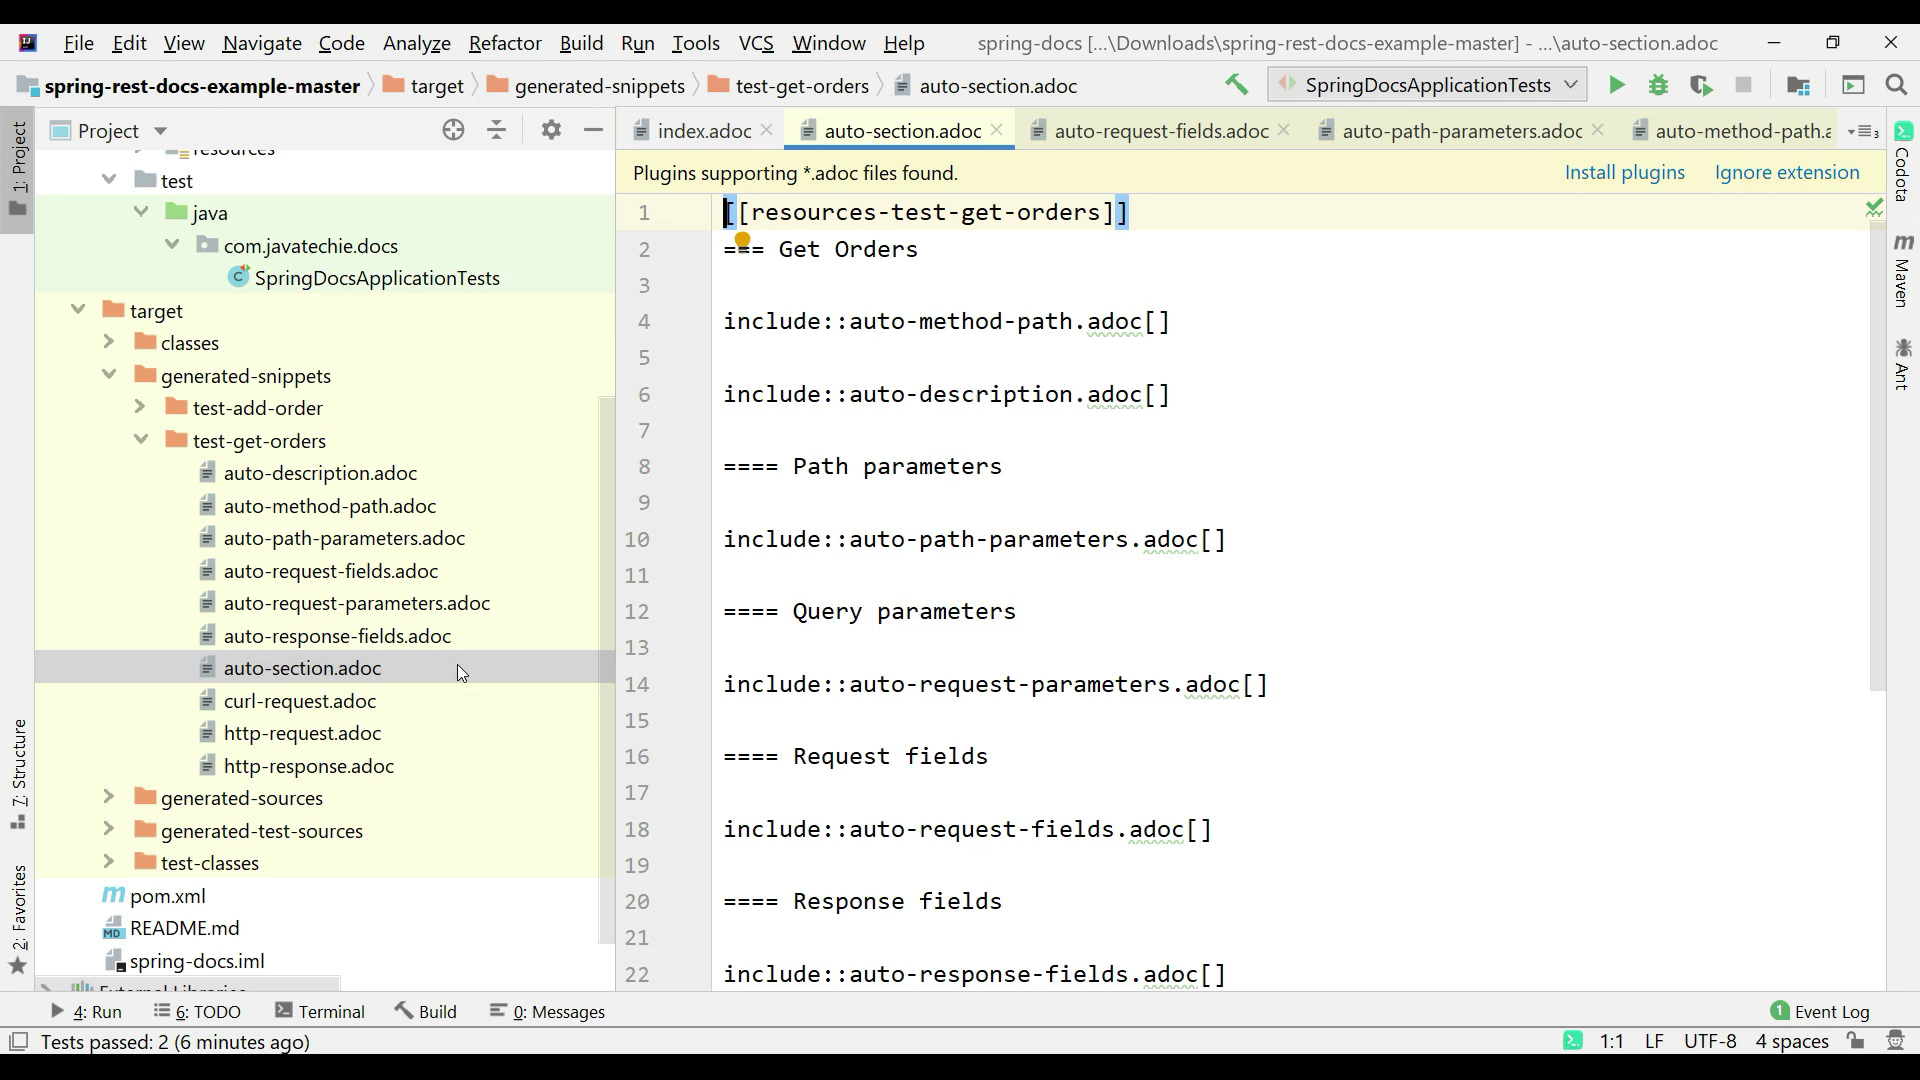 File Edit View Navigate Code Analyze Refactor Build Run Tools VCS Window Help spring-docs [...\Downloads\spring-rest-docs-example-master] - ...\auto-section.adoc
spring-rest-docs-example-master target generated-snippets test-get-orders auto-section.adoc SpringDocsApplicationTests
Project
index.adoc auto-section.adoc auto-request-fields.adoc auto-path-parameters.adoc auto-method-path.a
Plugins supporting *.adoc files found. Install plugins Ignore extension
1: Project
7: Structure
2: Favorites
resources
test
java
com.javatechie.docs
SpringDocsApplicationTests
target
classes
generated-snippets
test-add-order
test-get-orders
auto-description.adoc
auto-method-path.adoc
auto-path-parameters.adoc
auto-request-fields.adoc
auto-request-parameters.adoc
auto-response-fields.adoc
auto-section.adoc
curl-request.adoc
http-request.adoc
http-response.adoc
generated-sources
generated-test-sources
test-classes
pom.xml
README.md
spring-docs.iml
External Libraries
1 [[resources-test-get-orders]]
2 === Get Orders
3
4 include::auto-method-path.adoc[]
5
6 include::auto-description.adoc[]
7
8 ==== Path parameters
9
10 include::auto-path-parameters.adoc[]
11
12 ==== Query parameters
13
14 include::auto-request-parameters.adoc[]
15
16 ==== Request fields
17
18 include::auto-request-fields.adoc[]
19
20 ==== Response fields
21
22 include::auto-response-fields.adoc[]
Codota
Maven
Ant
4: Run 6: TODO Terminal Build 0: Messages 1 Event Log
Tests passed: 2 (6 minutes ago) 1:1 LF UTF-8 4 spaces